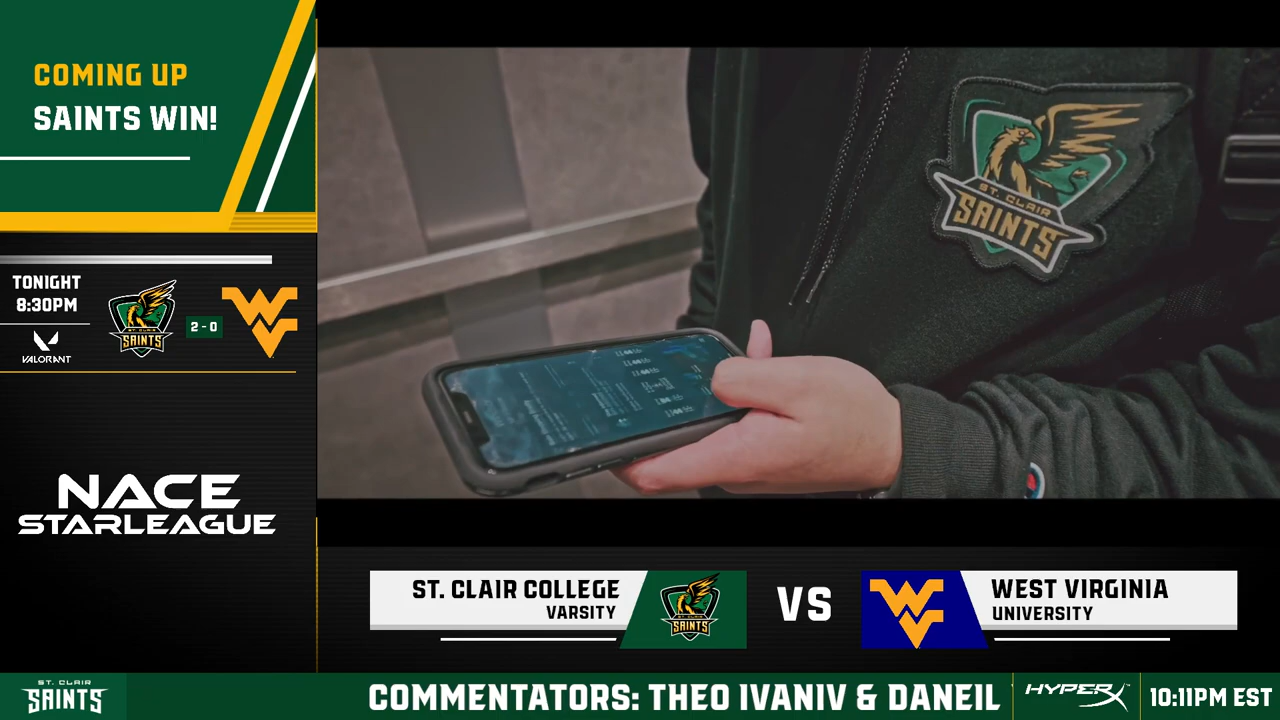 COMING UP
SAINTS WIN!
TONIGHT
8:30PM
VALORANT
ST. CLAIR
SAINTS
2 - 0
NACE
STARLEAGUE
ST. CLAIR
SAINTS
ST. CLAIR COLLEGE
VARSITY
ST. CLAIR
SAINTS
VS
WEST VIRGINIA
UNIVERSITY
ST. CLAIR
SAINTS
COMMENTATORS: THEO IVANIV & DANEIL
HYPERX
10:11PM EST